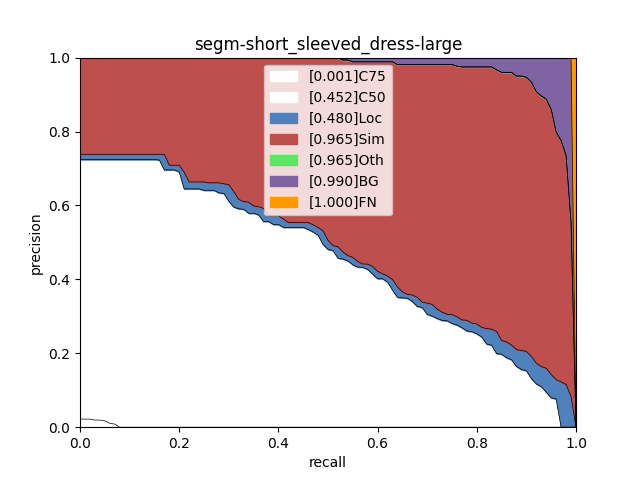 segm-short_sleeved_dress-large
1.0
0.8
0.6
0.4
0.2
0.0
precision
[0.001]C75
[0.452]C50
[0.480]Loc
[0.965]Sim
[0.965]Oth
[0.990]BG
[1.000]FN
0.0 0.2 0.4 0.6 0.8 1.0
recall